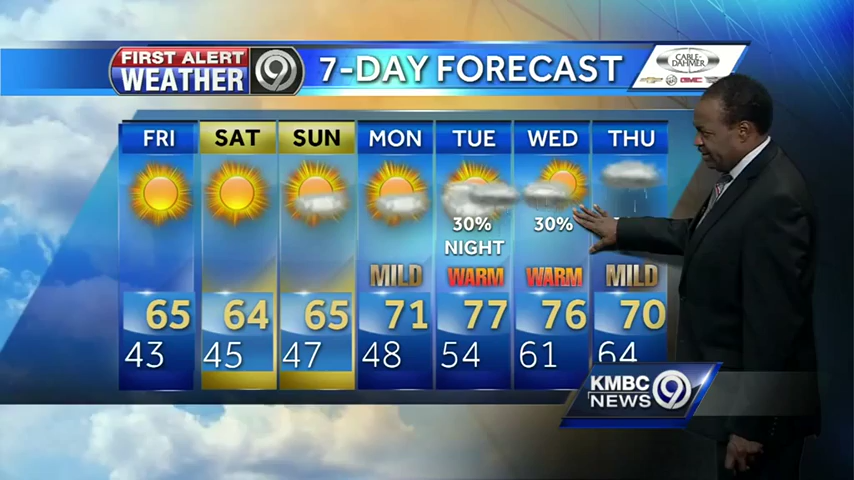 FIRST ALERT
WEATHER 9
7-DAY FORECAST
CABLE
DAHMER
GMC
FRI SAT SUN MON TUE WED THU
30% 30%
NIGHT
MILD WARM WARM MILD
65 64 65 71 77 76 70
43 45 47 48 54 61 64
KMBC
NEWS 9